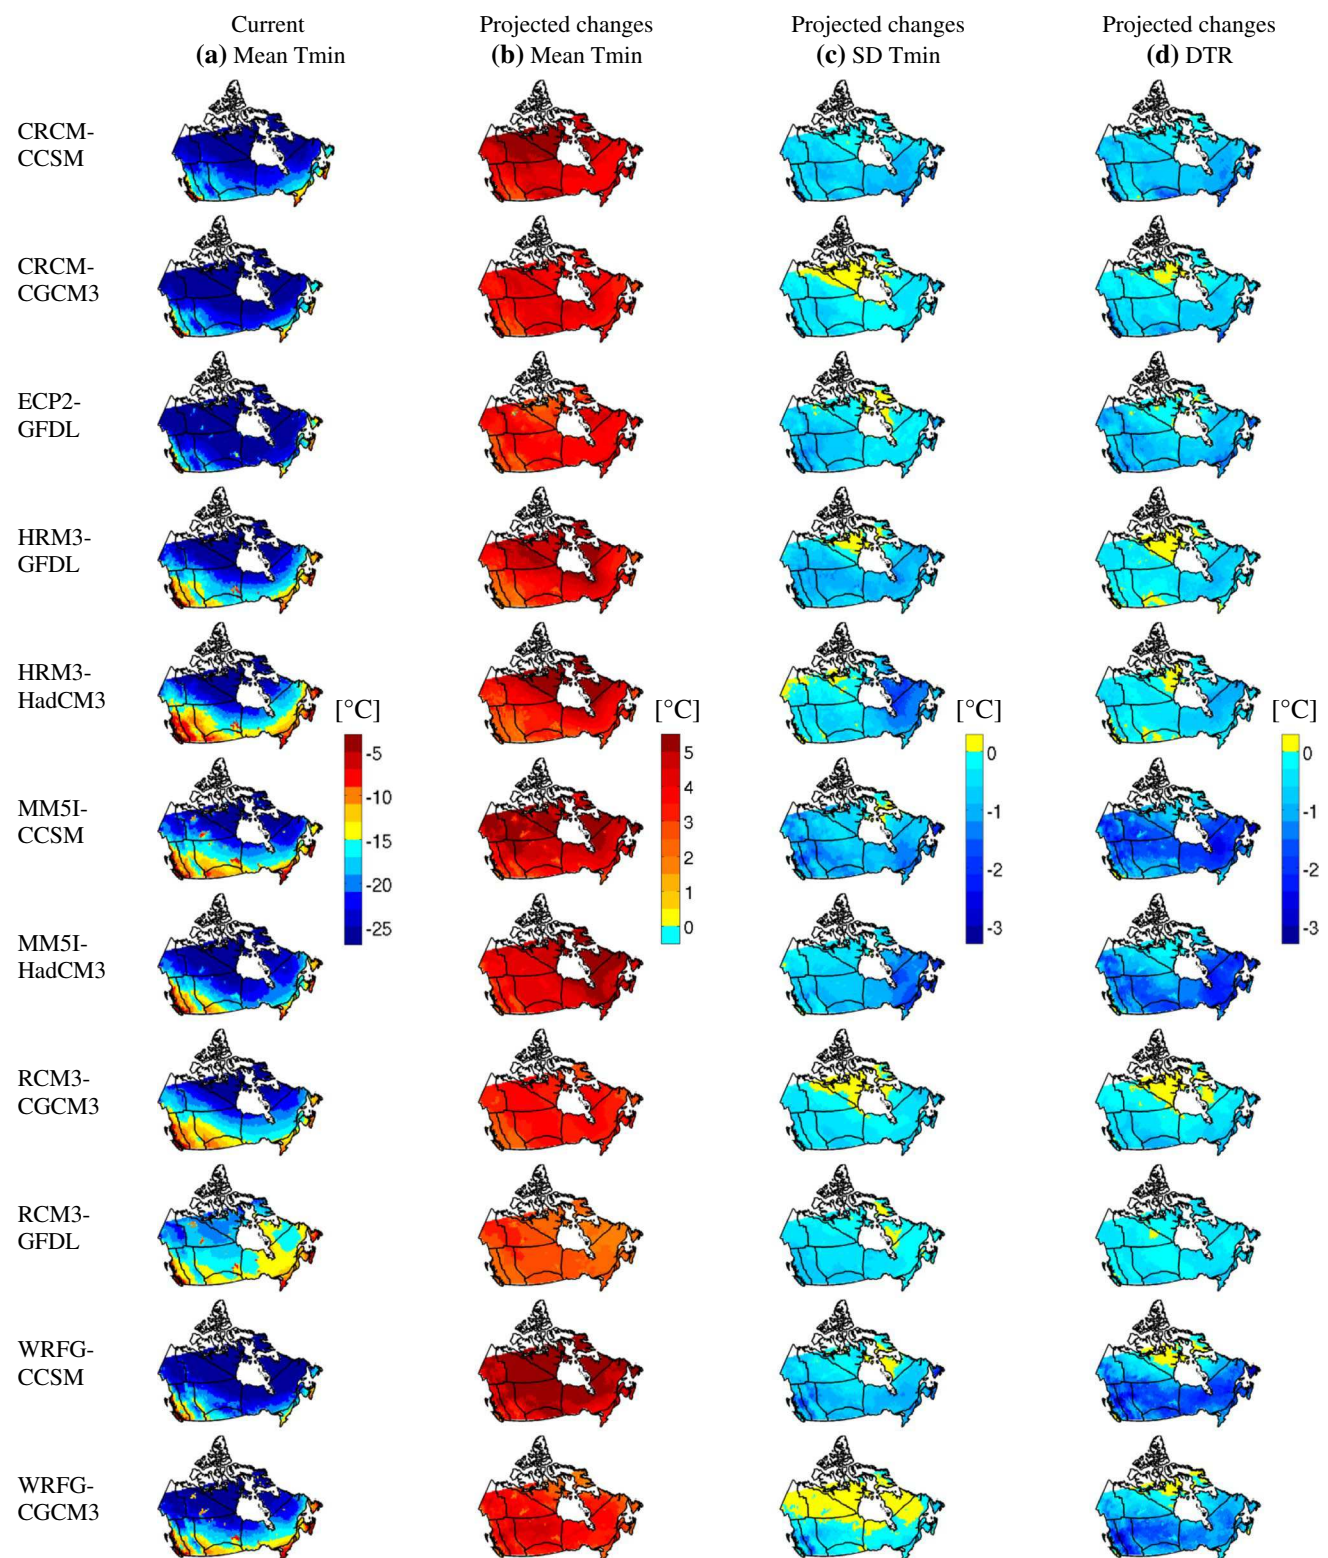 Current
(a) Mean Tmin
Projected changes
(b) Mean Tmin
Projected changes
(c) SD Tmin
Projected changes
(d) DTR
CRCM-
CCSM
CRCM-
CGCM3
ECP2-
GFDL
HRM3-
GFDL
HRM3-
HadCM3
MM5I-
CCSM
MM5I-
HadCM3
RCM3-
CGCM3
RCM3-
GFDL
WRFG-
CCSM
WRFG-
CGCM3
[°C]
-5
-10
-15
-20
-25
[°C]
5
4
3
2
1
0
[°C]
0
-1
-2
-3
[°C]
0
-1
-2
-3